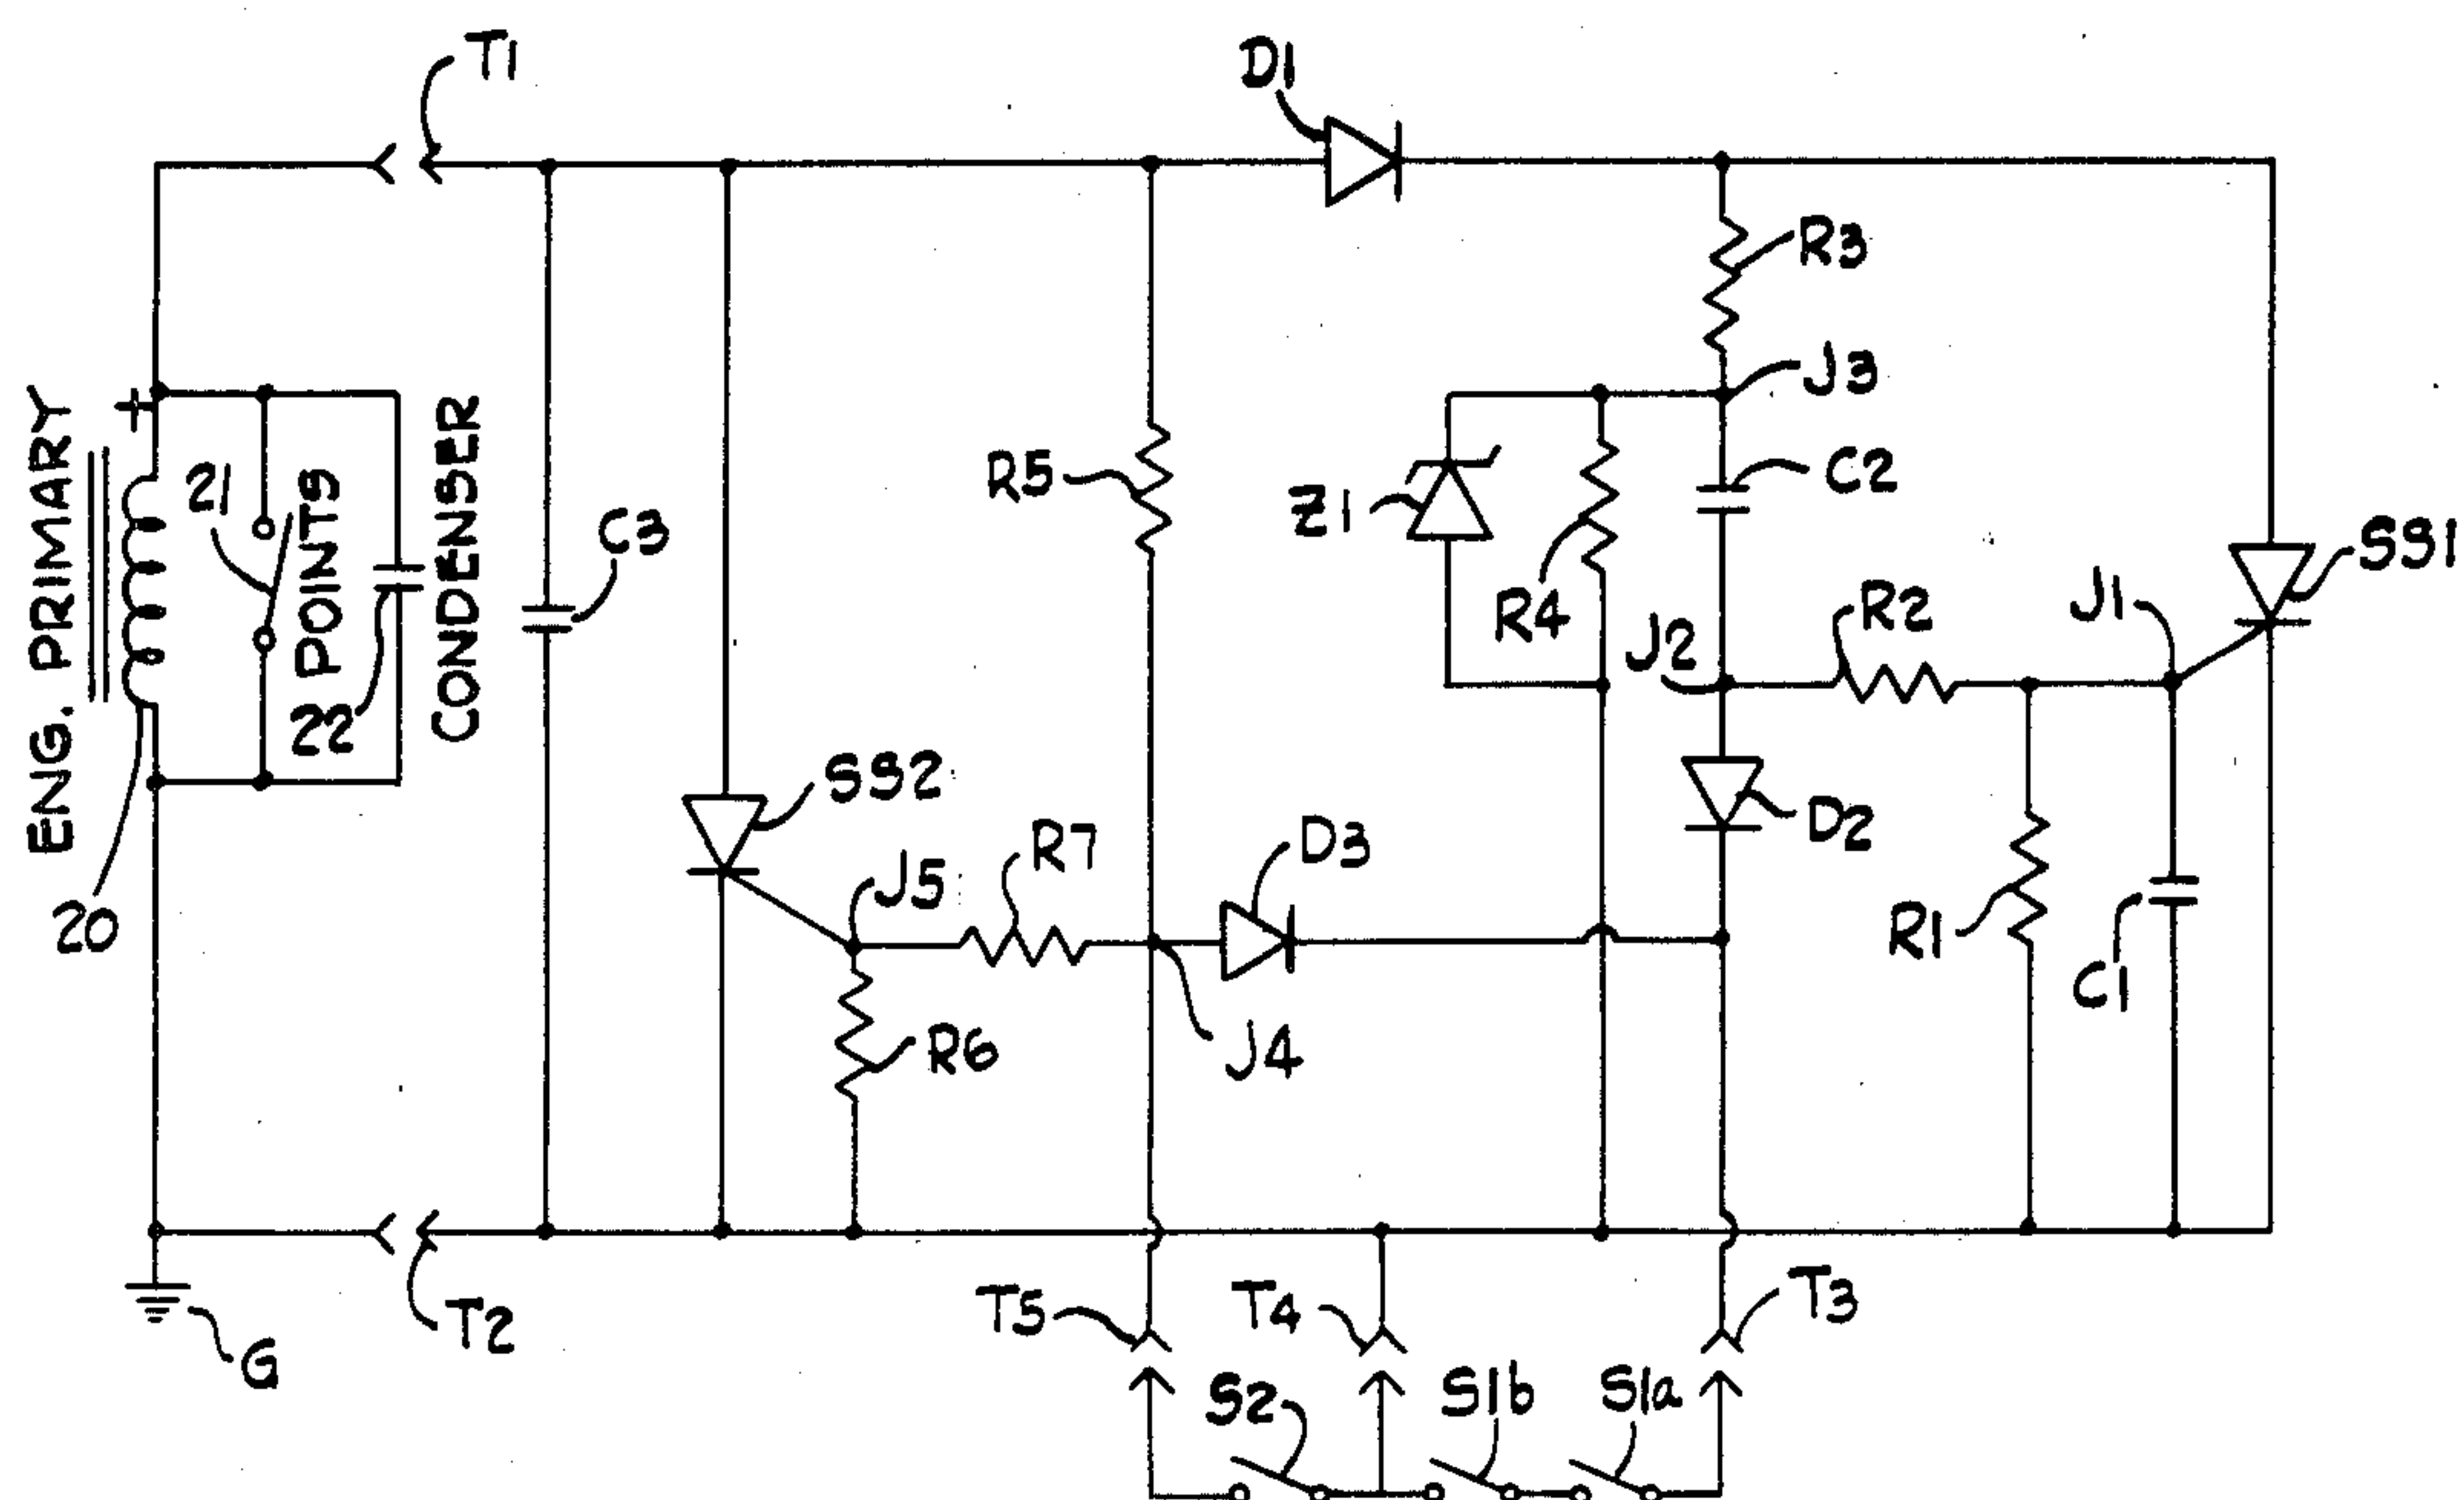 T1
D1
R3
J3
C2
SS1
ENG. PRIMARY
+
21
POINTS
22
CONDENSER
20
C3
R5
Z1
R4
J2
R2
J1
SS2
J5
R7
D3
D2
R1
C1
R6
J4
G
T2
T5
T4
T3
S2
S1b
S1a